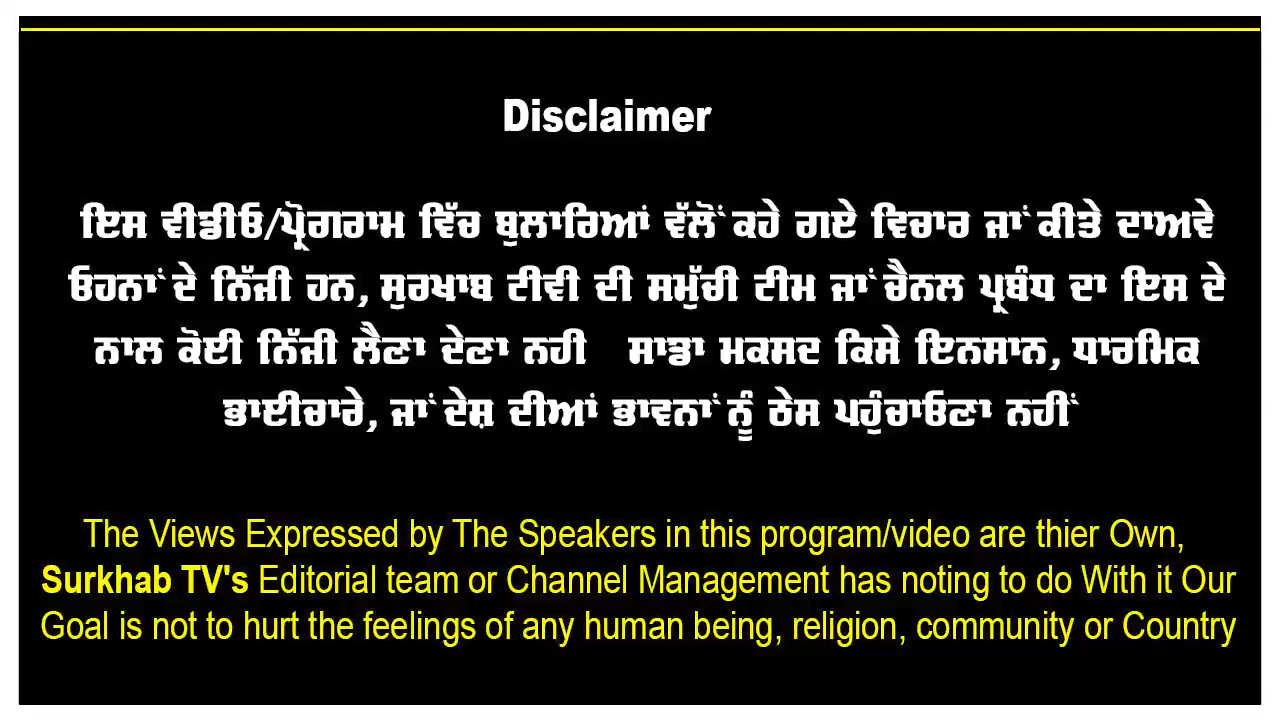 Disclaimer
ਇਸ ਵੀਡੀਓ/ਪ੍ਰੋਗਰਾਮ ਵਿੱਚ ਬੁਲਾਰਿਆਂ ਵੱਲੋਂ ਕਹੇ ਗਏ ਵਿਚਾਰ ਜਾਂ ਕੀਤੇ ਦਾਅਵੇ
ਓਹਨਾਂ ਦੇ ਨਿੱਜੀ ਹਨ, ਸੁਰਖਾਬ ਟੀਵੀ ਦੀ ਸਮੁੱਚੀ ਟੀਮ ਜਾਂ ਚੈਨਲ ਪ੍ਰਬੰਧ ਦਾ ਇਸ ਦੇ
ਨਾਲ ਕੋਈ ਨਿੱਜੀ ਲੈਣਾ ਦੇਣਾ ਨਹੀ ਸਾਡਾ ਮਕਸਦ ਕਿਸੇ ਇਨਸਾਨ, ਧਾਰਮਿਕ
ਭਾਈਚਾਰੇ, ਜਾਂ ਦੇਸ਼ ਦੀਆਂ ਭਾਵਨਾਂ ਨੂੰ ਠੇਸ ਪਹੁੰਚਾਓਣਾ ਨਹੀਂ
The Views Expressed by The Speakers in this program/video are thier Own,
Surkhab TV's Editorial team or Channel Management has noting to do With it Our
Goal is not to hurt the feelings of any human being, religion, community or Country